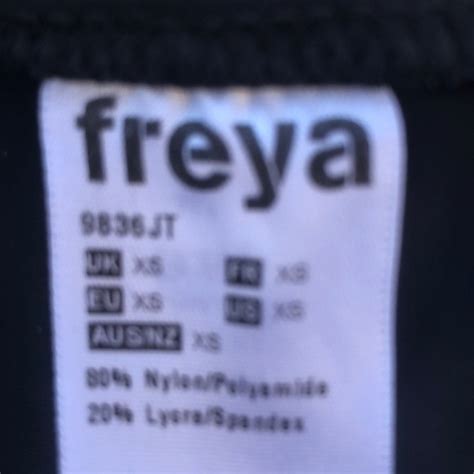 freya
9836JT
UK XS FR XS
EU XS US XS
AUS/NZ XS
80% Nylon/Polyamide
20% Lycra/Spandex